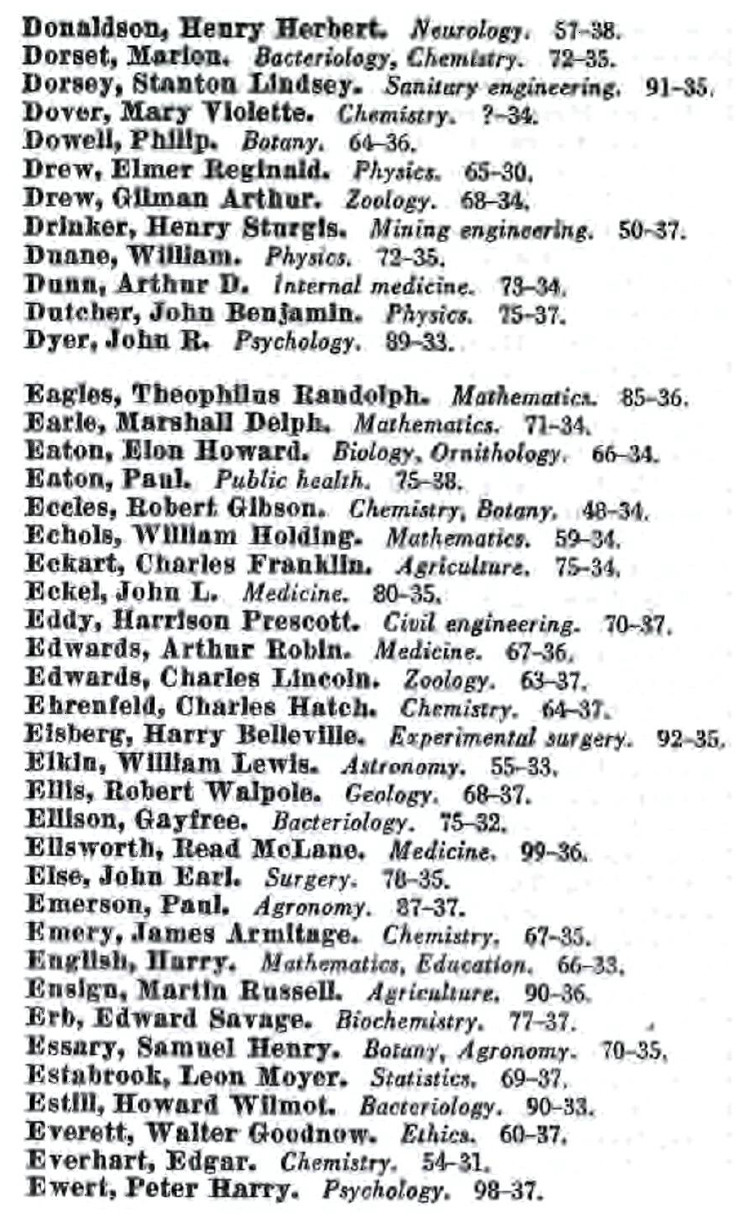 Donaldson, Henry Herbert. Neurology. 57–38.
Dorset, Marion. Bacteriology, Chemistry. 72–35.
Dorsey, Stanton Lindsey. Sanitary engineering. 91–35.
Dover, Mary Violette. Chemistry. ?–34.
Dowell, Philip. Botany. 64–36.
Drew, Elmer Reginald. Physics. 65–30.
Drew, Gilman Arthur. Zoology. 68–34.
Drinker, Henry Sturgis. Mining engineering. 50–37.
Duane, William. Physics. 72–35.
Dunn, Arthur D. Internal medicine. 73–34.
Dutcher, John Benjamin. Physics. 75–37.
Dyer, John R. Psychology. 89–33.
Eagles, Theophilus Randolph. Mathematics. 85–36.
Earle, Marshall Delph. Mathematics. 71–34.
Eaton, Elon Howard. Biology, Ornithology. 66–34.
Eaton, Paul. Public health. 75–38.
Eccles, Robert Gibson. Chemistry, Botany. 48–34.
Echols, William Holding. Mathematics. 59–34.
Eckart, Charles Franklin. Agriculture. 75–34.
Eckel, John L. Medicine. 80–35.
Eddy, Harrison Prescott. Civil engineering. 70–37.
Edwards, Arthur Robin. Medicine. 67–36.
Edwards, Charles Lincoln. Zoology. 63–37.
Ehrenfeld, Charles Hatch. Chemistry. 64–37.
Eisberg, Harry Belleville. Experimental surgery. 92–35.
Elkin, William Lewis. Astronomy. 55–33.
Ellis, Robert Walpole. Geology. 68–37.
Ellison, Gayfree. Bacteriology. 75–32.
Ellsworth, Read McLane. Medicine. 99–36.
Else, John Earl. Surgery. 78–35.
Emerson, Paul. Agronomy. 87–37.
Emery, James Armitage. Chemistry. 67–35.
English, Harry. Mathematics, Education. 66–33.
Ensign, Martin Russell. Agriculture. 90–36.
Erb, Edward Savage. Biochemistry. 77–37.
Essary, Samuel Henry. Botany, Agronomy. 70–35.
Estabrook, Leon Moyer. Statistics. 69–37.
Estill, Howard Wilmot. Bacteriology. 90–33.
Everett, Walter Goodnow. Ethics. 60–37.
Everhart, Edgar. Chemistry. 54–31.
Ewert, Peter Harry. Psychology. 98–37.